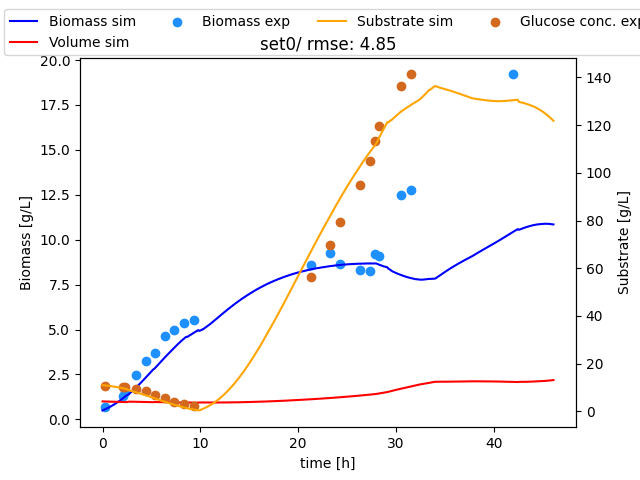 Biomass sim Biomass exp Substrate sim Glucose conc. exp
Volume sim
set0/ rmse: 4.85
20.0
17.5
15.0
12.5
10.0
7.5
5.0
2.5
0.0
Biomass [g/L]
140
120
100
80
60
40
20
0
Substrate [g/L]
0 10 20 30 40
time [h]